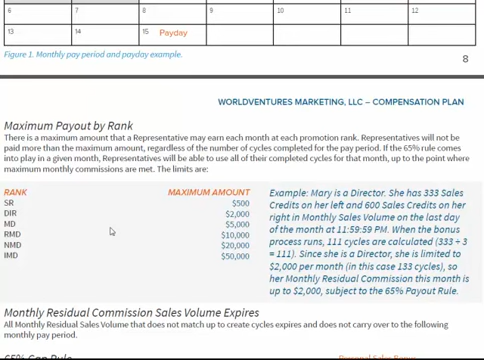 6 7 8 9 10 11 12
13 14 15 Payday
Figure 1. Monthly pay period and payday example.
8
WORLDVENTURES MARKETING, LLC – COMPENSATION PLAN
Maximum Payout by Rank
There is a maximum amount that a Representative may earn each month at each promotion rank. Representatives will not be
paid more than the maximum amount, regardless of the number of cycles completed for the pay period. If the 65% rule comes
into play in a given month, Representatives will be able to use all of their completed cycles for that month, up to the point where
maximum monthly commissions are met. The limits are:
RANK MAXIMUM AMOUNT
SR $500
DIR $2,000
MD $5,000
RMD $10,000
NMD $20,000
IMD $50,000
Example: Mary is a Director. She has 333 Sales
Credits on her left and 600 Sales Credits on her
right in Monthly Sales Volume on the last day
of the month at 11:59:59 PM. When the bonus
process runs, 111 cycles are calculated (333 ÷ 3
= 111). Since she is a Director, she is limited to
$2,000 per month (in this case 133 cycles), so
her Monthly Residual Commission this month is
up to $2,000, subject to the 65% Payout Rule.
Monthly Residual Commission Sales Volume Expires
All Monthly Residual Sales Volume that does not match up to create cycles expires and does not carry over to the following
monthly pay period.
65% Cap Rule
Personal Sales Bonus